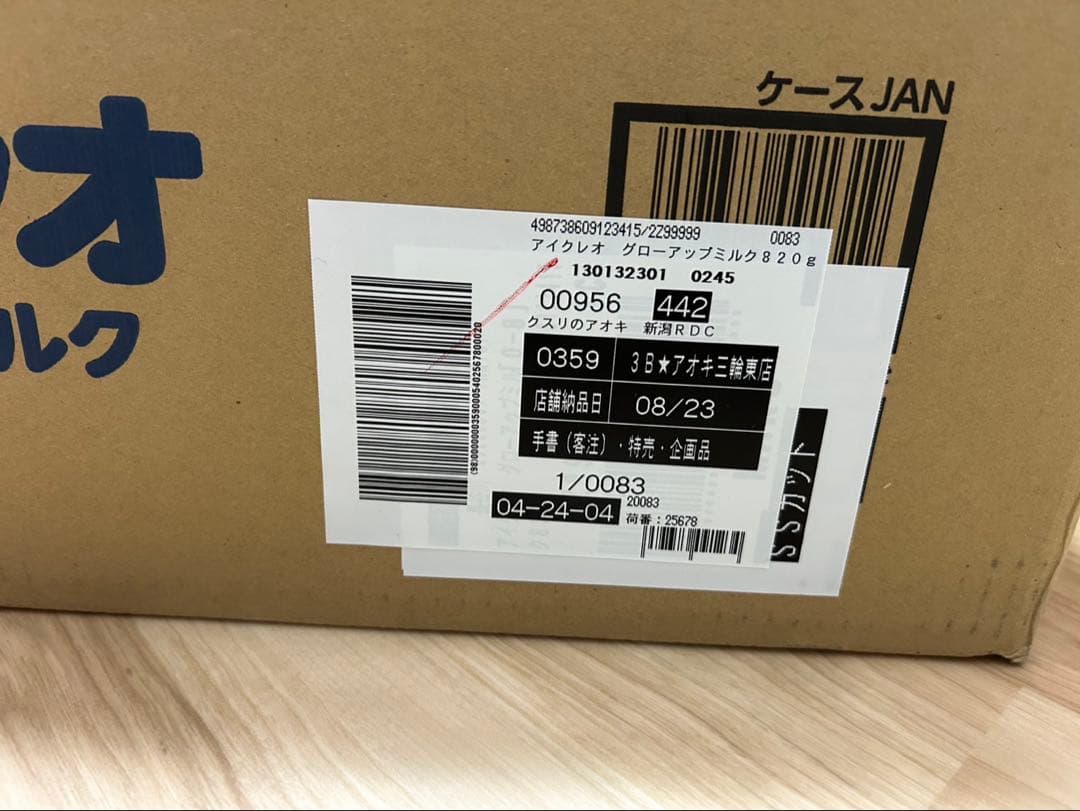 オ
ルク
ケースJAN
498738609123415/2Z99999 0083
アイクレオ グローアップミルク820g
130132301 0245
00956 442
クスリのアオキ 新潟RDC
0359 3B★アオキ三輪東店
店舗納品日 08/23
手書(客注)・特売・企画品
1/0083
04-24-04 20083
荷番:25678
(98)00000003590005402567800020
SSカット